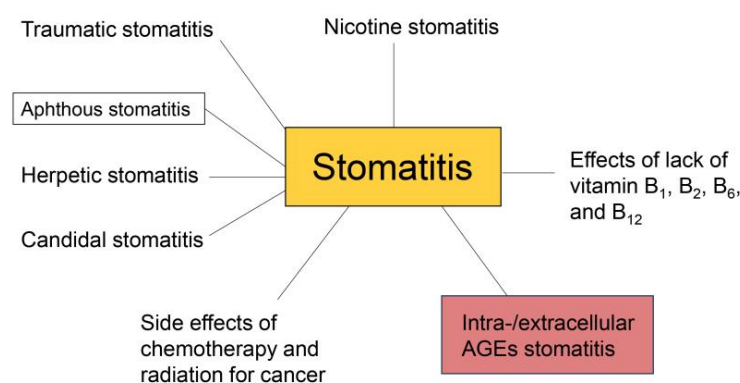 Traumatic stomatitis
Nicotine stomatitis
Aphthous stomatitis
Herpetic stomatitis
Candidal stomatitis
Stomatitis
Effects of lack of
vitamin B₁, B₂, B₆,
and B₁₂
Side effects of
chemotherapy and
radiation for cancer
Intra-/extracellular
AGEs stomatitis